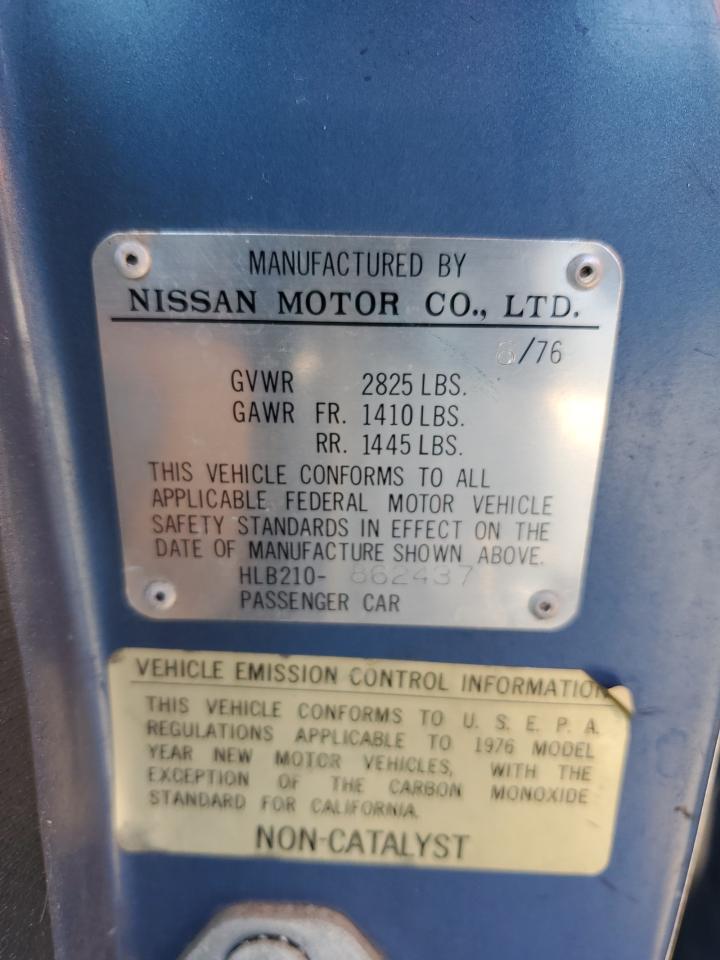 MANUFACTURED BY
NISSAN MOTOR CO., LTD.
6/76
GVWR 2825 LBS.
GAWR FR. 1410 LBS.
RR. 1445 LBS.
THIS VEHICLE CONFORMS TO ALL
APPLICABLE FEDERAL MOTOR VEHICLE
SAFETY STANDARDS IN EFFECT ON THE
DATE OF MANUFACTURE SHOWN ABOVE.
HLB210-862437
PASSENGER CAR
VEHICLE EMISSION CONTROL INFORMATION
THIS VEHICLE CONFORMS TO U. S. E. P. A.
REGULATIONS APPLICABLE TO 1976 MODEL
YEAR NEW MOTOR VEHICLES, WITH THE
EXCEPTION OF THE CARBON MONOXIDE
STANDARD FOR CALIFORNIA.
NON-CATALYST